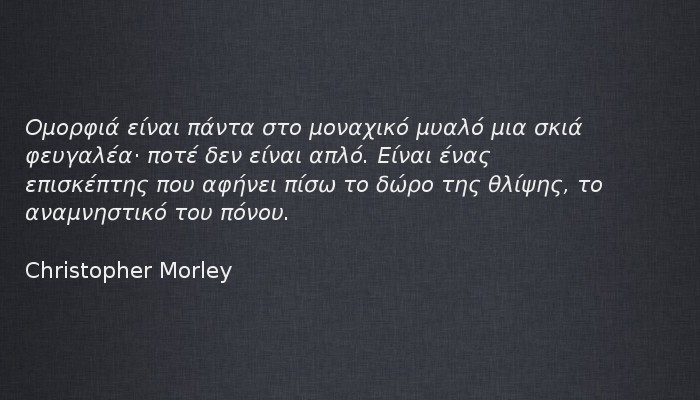 Ομορφιά είναι πάντα στο μοναχικό μυαλό μια σκιά
φευγαλέα· ποτέ δεν είναι απλό. Είναι ένας
επισκέπτης που αφήνει πίσω το δώρο της θλίψης, το
αναμνηστικό του πόνου.
Christopher Morley